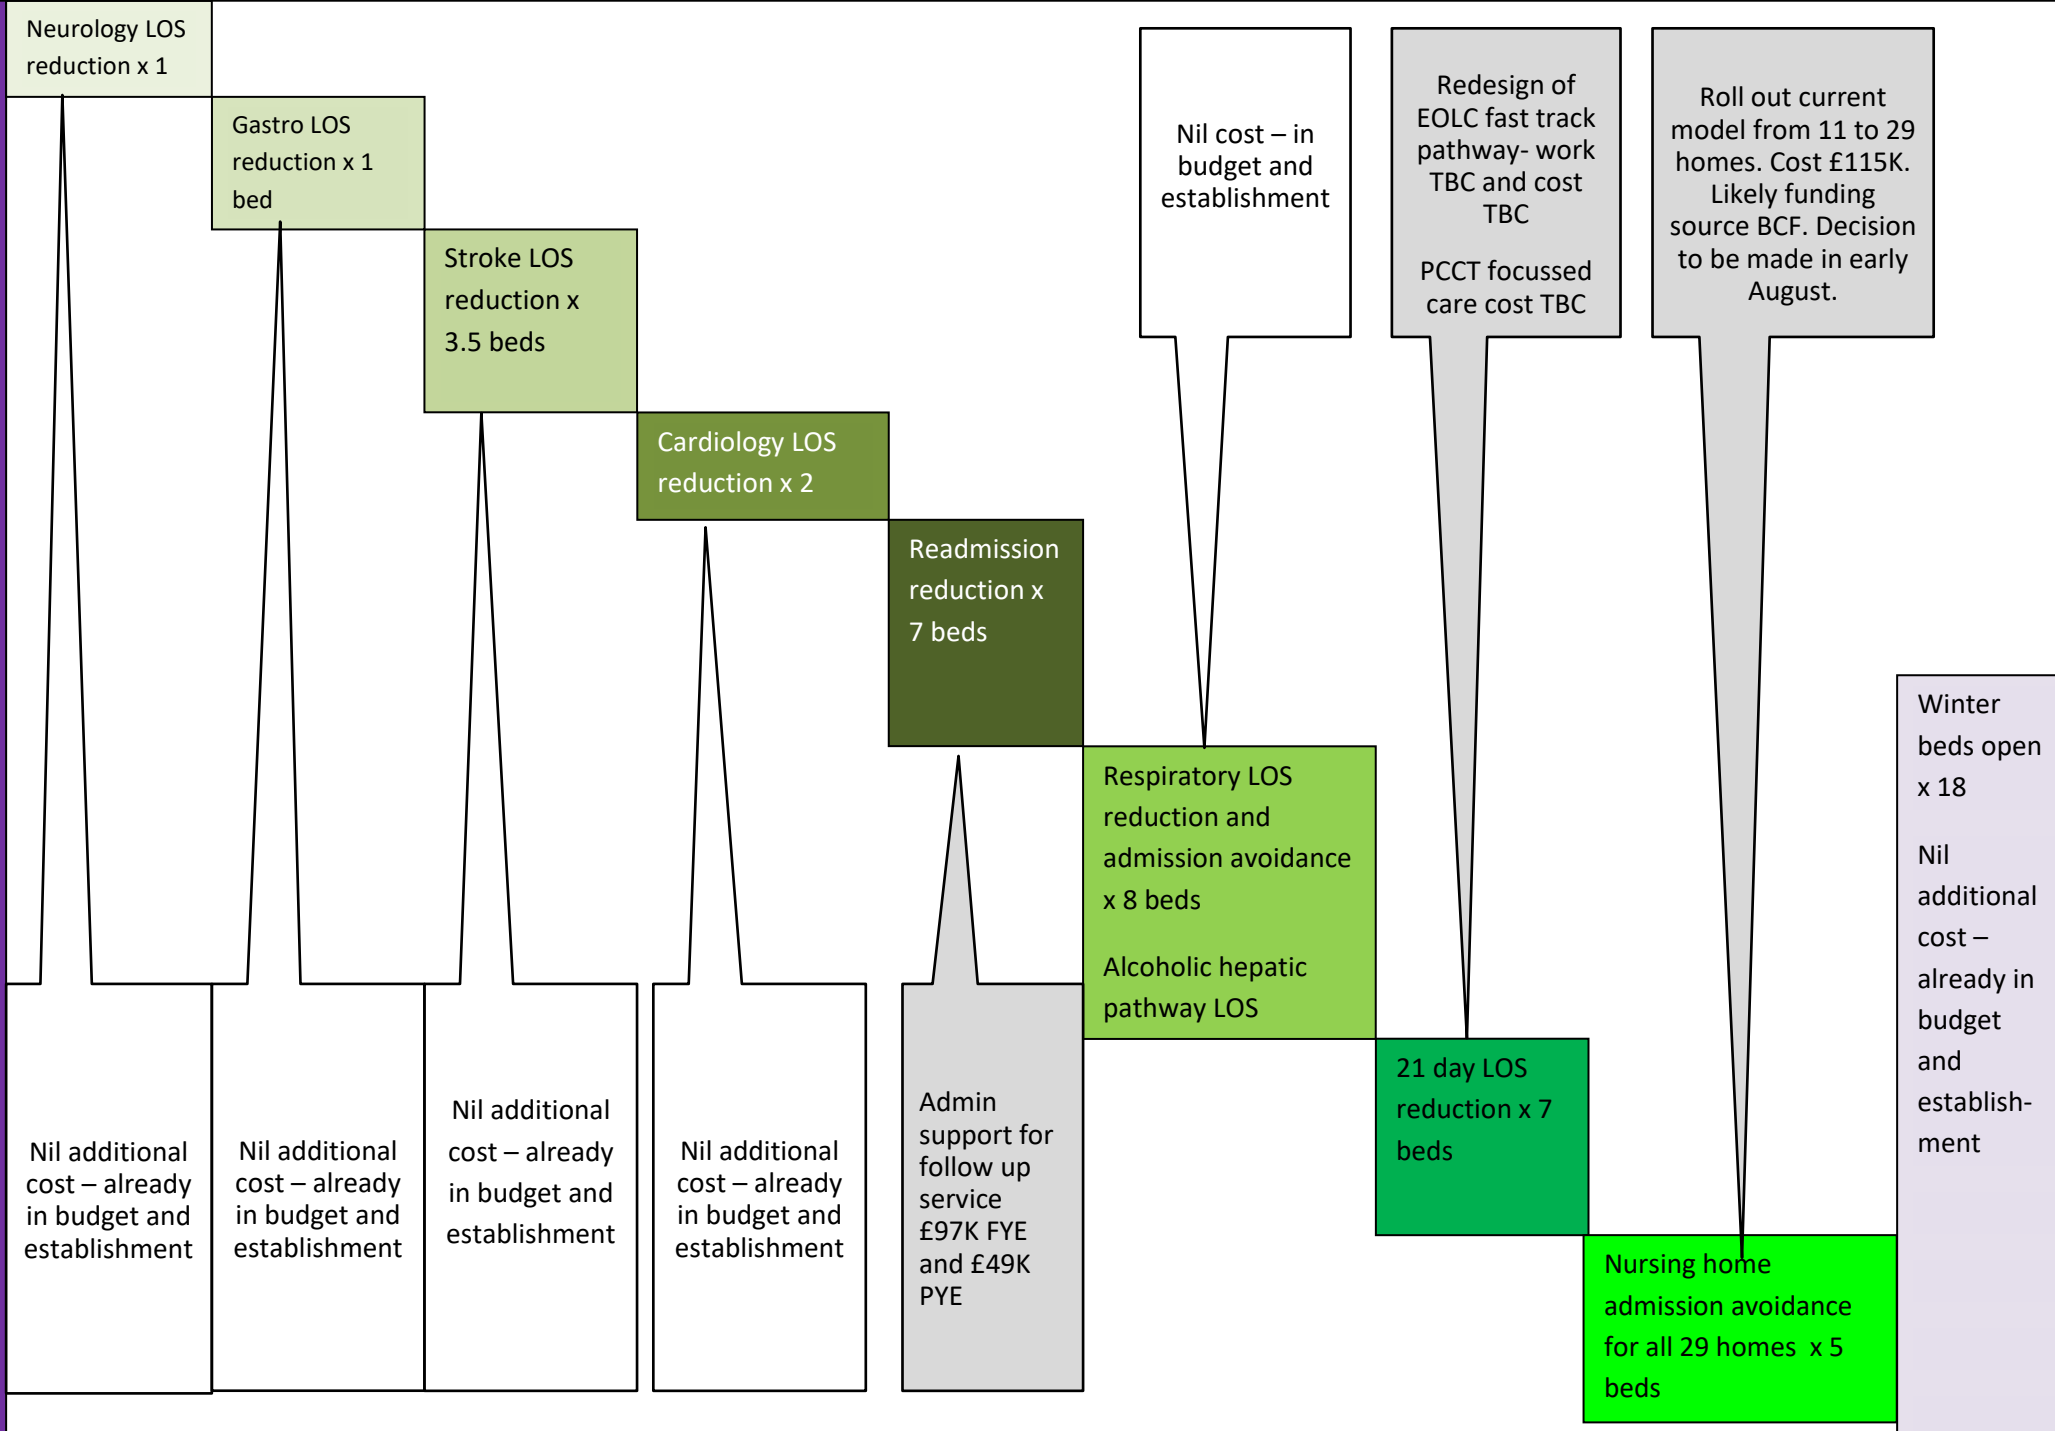 Neurology LOS
reduction x 1
Gastro LOS
reduction x 1
bed
Stroke LOS
reduction x
3.5 beds
Cardiology LOS
reduction x 2
Readmission
reduction x
7 beds
Nil cost – in
budget and
establishment
Redesign of
EOLC fast track
pathway- work
TBC and cost
TBC
PCCT focussed
care cost TBC
Roll out current
model from 11 to 29
homes. Cost £115K.
Likely funding
source BCF. Decision
to be made in early
August.
Respiratory LOS
reduction and
admission avoidance
x 8 beds
Alcoholic hepatic
pathway LOS
21 day LOS
reduction x 7
beds
Nursing home
admission avoidance
for all 29 homes  x 5
beds
Winter
beds open
x 18
Nil
additional
cost –
already in
budget
and
establish-
ment
Nil additional
cost – already
in budget and
establishment
Nil additional
cost – already
in budget and
establishment
Nil additional
cost – already
in budget and
establishment
Nil additional
cost – already
in budget and
establishment
Admin
support for
follow up
service
£97K FYE
and £49K
PYE